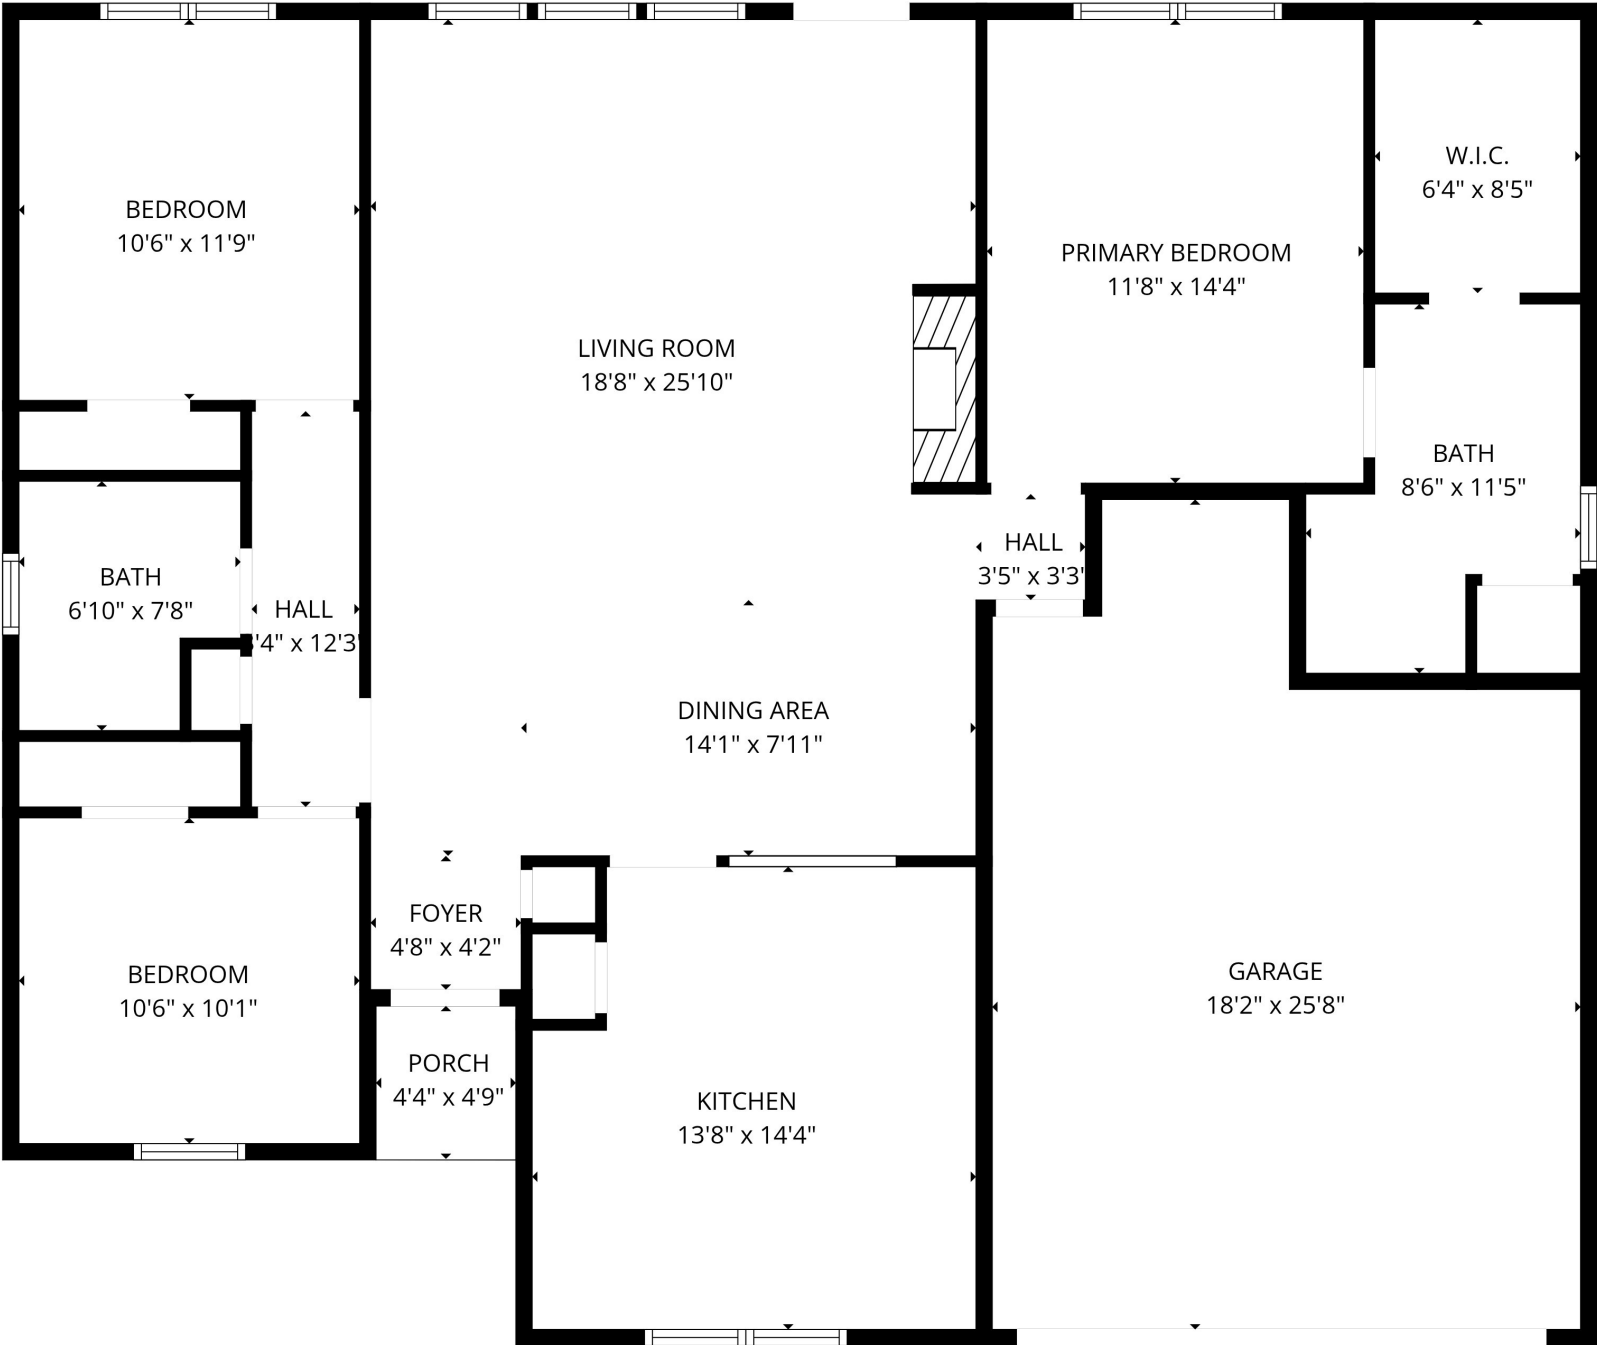 BEDROOM
10'6" x 11'9"
LIVING ROOM
18'8" x 25'10"
PRIMARY BEDROOM
11'8" x 14'4"
W.I.C.
6'4" x 8'5"
BATH
8'6" x 11'5"
HALL
3'5" x 3'3"
BATH
6'10" x 7'8"
HALL
'4" x 12'3"
DINING AREA
14'1" x 7'11"
FOYER
4'8" x 4'2"
BEDROOM
10'6" x 10'1"
PORCH
4'4" x 4'9"
KITCHEN
13'8" x 14'4"
GARAGE
18'2" x 25'8"